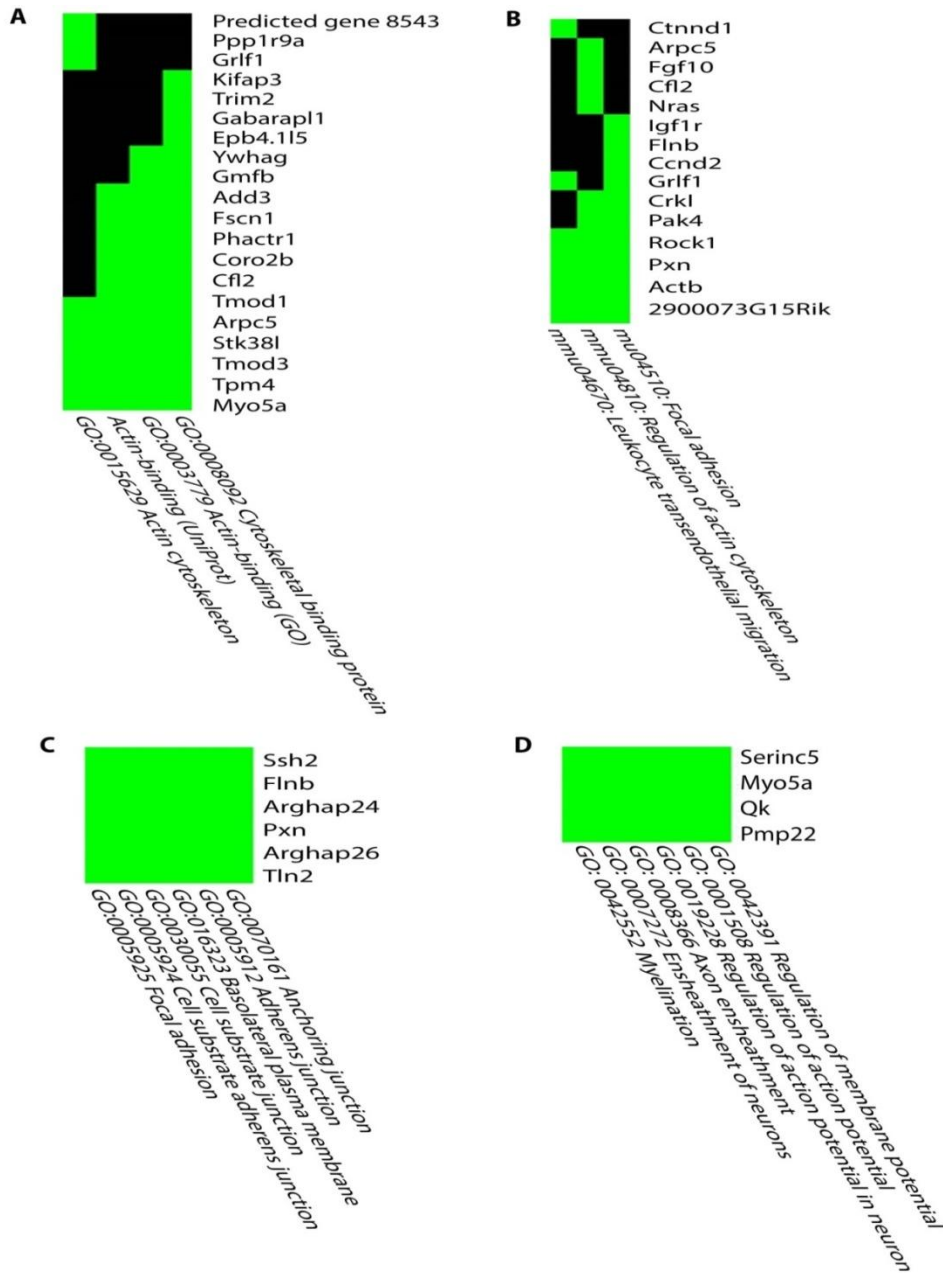 A
Predicted gene 8543
Ppp1r9a
Grlf1
Kifap3
Trim2
Gabarapl1
Epb4.1l5
Ywhag
Gmfb
Add3
Fscn1
Phactr1
Coro2b
Cfl2
Tmod1
Arpc5
Stk38l
Tmod3
Tpm4
Myo5a
GO:0015629 Actin cytoskeleton
Actin-binding (UniProt)
GO:0003779 Actin-binding (GO)
GO:0008092 Cytoskeletal binding protein
B
Ctnnd1
Arpc5
Fgf10
Cfl2
Nras
Igf1r
Flnb
Ccnd2
Grlf1
Crkl
Pak4
Rock1
Pxn
Actb
2900073G15Rik
mmu04670: Leukocyte transendothelial migration
mmu04810: Regulation of actin cytoskeleton
mu04510: Focal adhesion
C
Ssh2
Flnb
Arghap24
Pxn
Arghap26
Tln2
GO:0005925 Focal adhesion
GO:0005924 Cell substrate adherens junction
GO:0030055 Cell substrate junction
GO:016323 Basolateral plasma membrane
GO:0005912 Adherens junction
GO:0070161 Anchoring junction
D
Serinc5
Myo5a
Qk
Pmp22
GO: 0042552 Myelination
GO: 0007272 Ensheathment of neurons
GO: 0008366 Axon ensheathment
GO: 0019228 Regulation of action potential in neuron
GO: 0001508 Regulation of action potential
GO: 0042391 Regulation of membrane potential